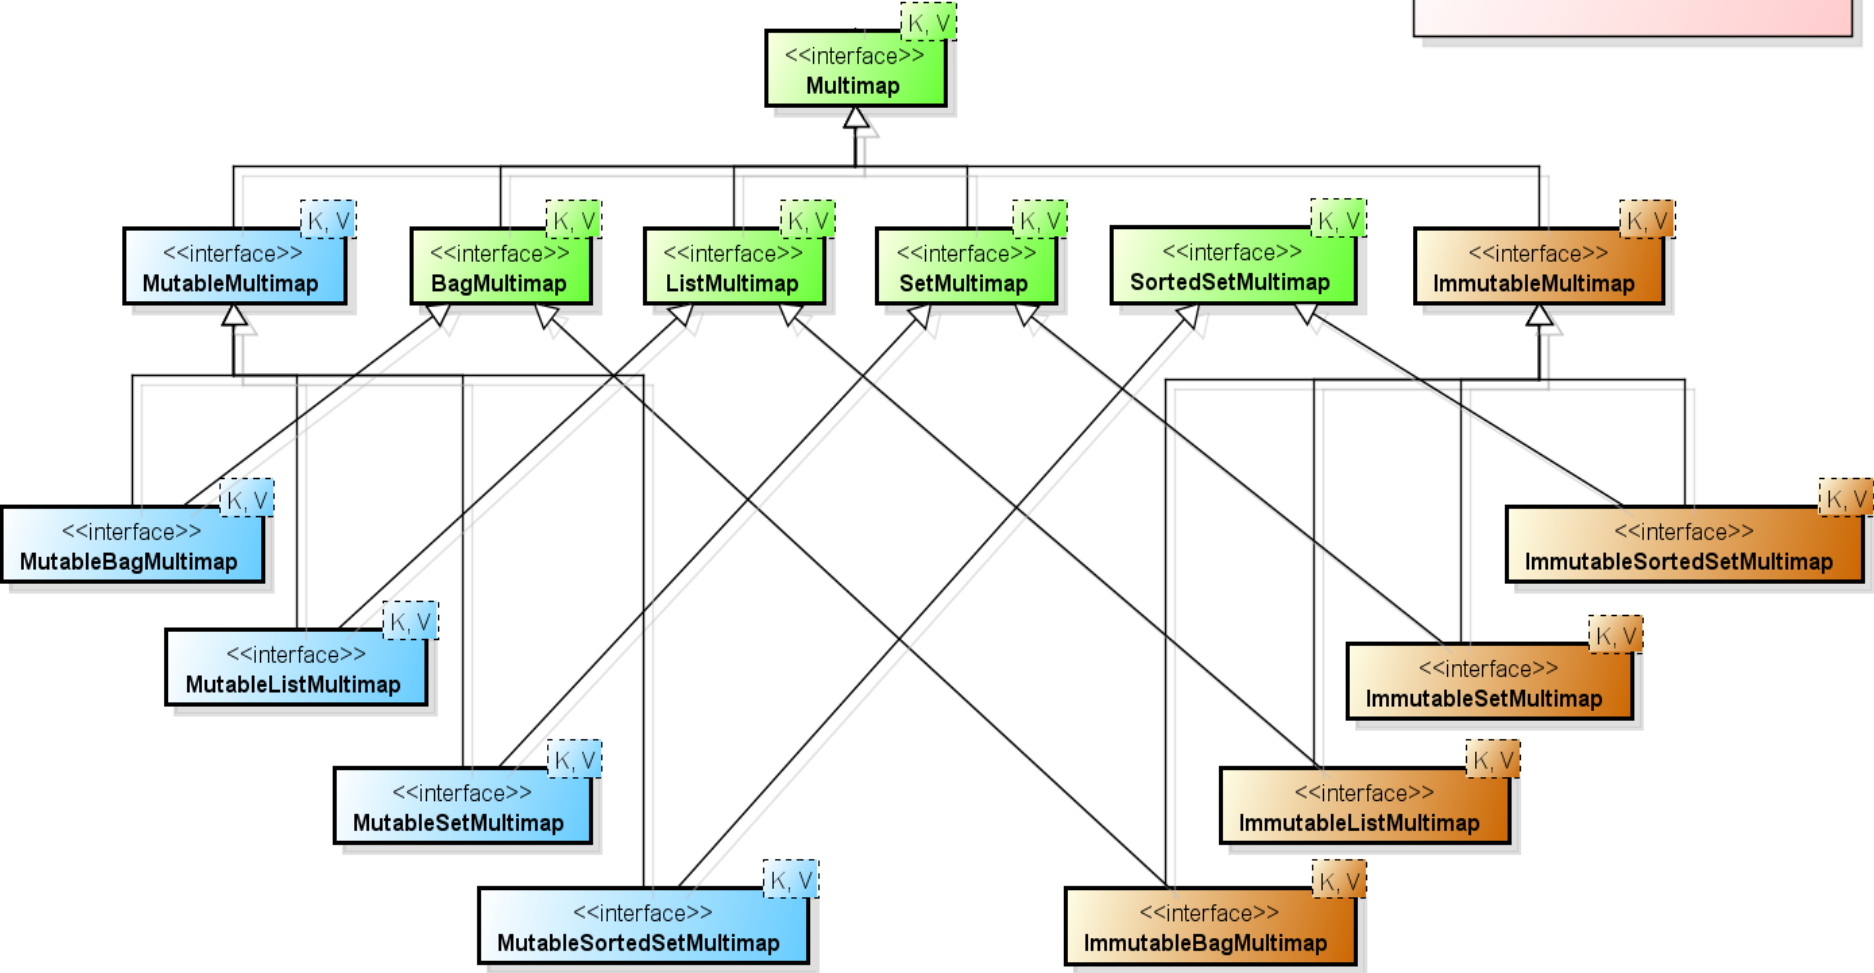 K, V
<<interface>>
Multimap
K, V
<<interface>>
MutableMultimap
K, V
<<interface>>
BagMultimap
K, V
<<interface>>
ListMultimap
K, V
<<interface>>
SetMultimap
K, V
<<interface>>
SortedSetMultimap
K, V
<<interface>>
ImmutableMultimap
K, V
<<interface>>
MutableBagMultimap
K, V
<<interface>>
ImmutableSortedSetMultimap
K, V
<<interface>>
MutableListMultimap
K, V
<<interface>>
ImmutableSetMultimap
K, V
<<interface>>
MutableSetMultimap
K, V
<<interface>>
ImmutableListMultimap
K, V
<<interface>>
MutableSortedSetMultimap
K, V
<<interface>>
ImmutableBagMultimap